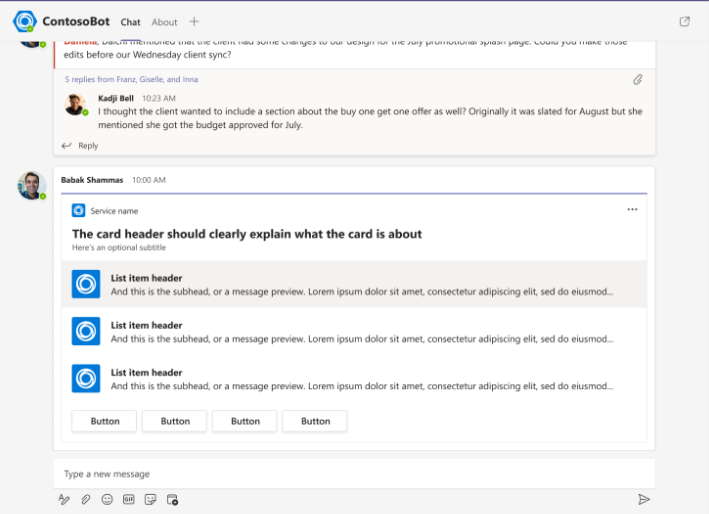 ContosoBot Chat About
Daniela, Daichi mentioned that the client had some changes to our design for the July promotional splash page. Could you make those
edits before our Wednesday client sync?
5 replies from Franz, Giselle, and Inna
Kadji Bell 10:23 AM
I thought the client wanted to include a section about the buy one get one offer as well? Originally it was slated for August but she
mentioned she got the budget approved for July.
Reply
Babak Shammas 10:00 AM
Service name
The card header should clearly explain what the card is about
Here's an optional subtitle
List item header
And this is the subhead, or a message preview. Lorem ipsum dolor sit amet, consectetur adipiscing elit, sed do eiusmod...
List item header
And this is the subhead, or a message preview. Lorem ipsum dolor sit amet, consectetur adipiscing elit, sed do eiusmod...
List item header
And this is the subhead, or a message preview. Lorem ipsum dolor sit amet, consectetur adipiscing elit, sed do eiusmod...
Button Button Button Button
Type a new message
GIF